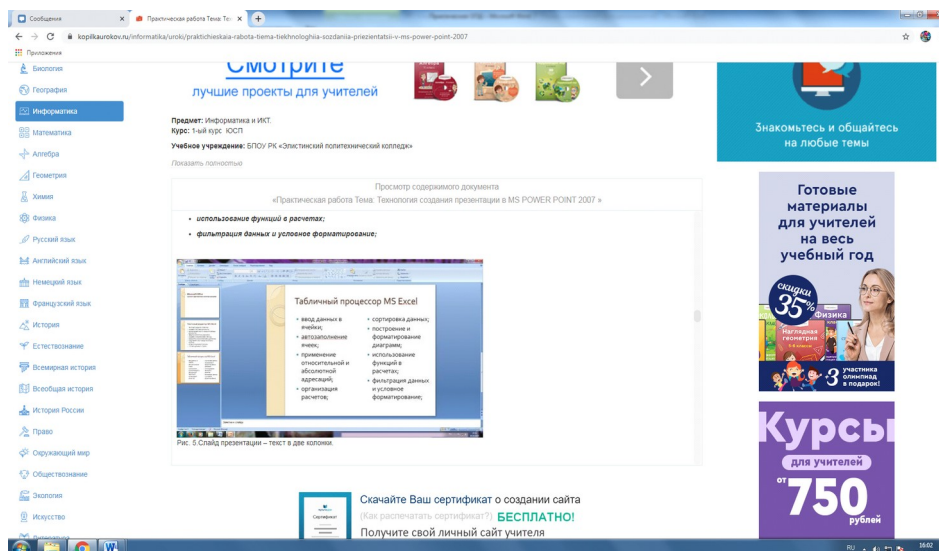 Сообщения
Практическая работа Тема: Те
kopilkaurokov.ru/informatika/uroki/praktichieskaia-rabota-tiema-tiekhnologhiia-sozdaniia-priezientatsii-v-ms-power-point-2007
Приложения
Биология
География
Информатика
Математика
Алгебра
Геометрия
Химия
Физика
Русский язык
Английский язык
Немецкий язык
Французский язык
История
Естествознание
Всемирная история
Всеобщая история
История России
Право
Окружающий мир
Обществознание
Экология
Искусство
Литература
Смотрите
лучшие проекты для учителей
Предмет: Информатика и ИКТ.
Курс: 1-ый курс ЮСП
Учебное учреждение: БПОУ РК «Элистинский политехнический колледж»
Показать полностью
Просмотр содержимого документа
«Практическая работа Тема: Технология создания презентации в MS POWER POINT 2007 »
• использование функций в расчетах;
• фильтрация данных и условное форматирование;
Табличный процессор MS Excel
• ввод данных в
ячейки;
• автозаполнение
ячеек;
• применение
относительной и
абсолютной
адресаций;
• организация
расчетов;
• сортировка данных;
• построение и
форматирование
диаграмм;
• использование
функций в
расчетах;
• фильтрация данных
и условное
форматирование;
Рис. 5.Слайд презентации – текст в две колонки.
Сертификат
Скачайте Ваш сертификат о создании сайта
(Как распечатать сертификат?) БЕСПЛАТНО!
Получите свой личный сайт учителя
Знакомьтесь и общайтесь
на любые темы
Готовые
материалы
для учителей
на весь
учебный год
скидки
35%
Физика
Наглядная
геометрия
+3 участника
олимпиад
в подарок!
Курсы
для учителей
от 750
рублей
RU
16:02